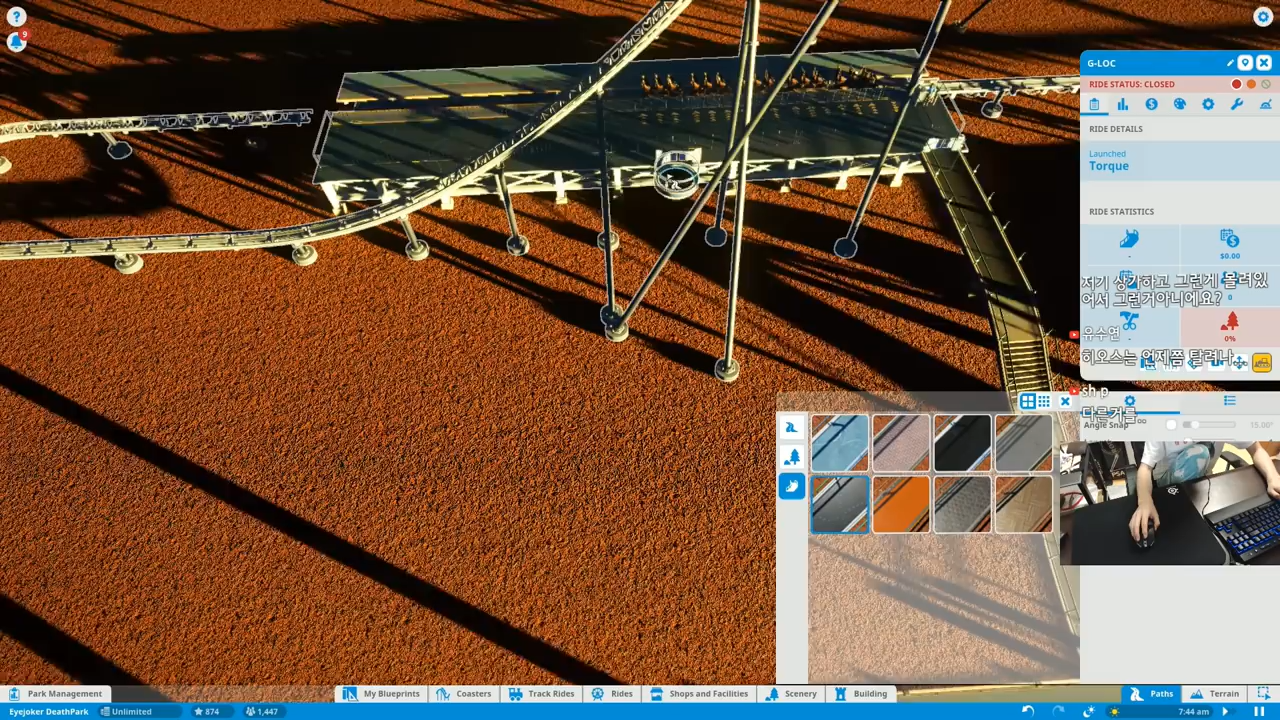 ?
9
G-LOC
RIDE STATUS: CLOSED
RIDE DETAILS
Launched
Torque
RIDE STATISTICS
-
$0.00
0
-
0%
저기 상가하고 그런게 몰려있
어서 그런거아니에요?
유수연
히오스는 언제쯤 탈려나
sh p
다른거를
Angle Snap
15.00°
Park Management
My Blueprints
Coasters
Track Rides
Rides
Shops and Facilities
Scenery
Building
Paths
Terrain
Eyejoker DeathPark
Unlimited
874
1,447
7:44 am